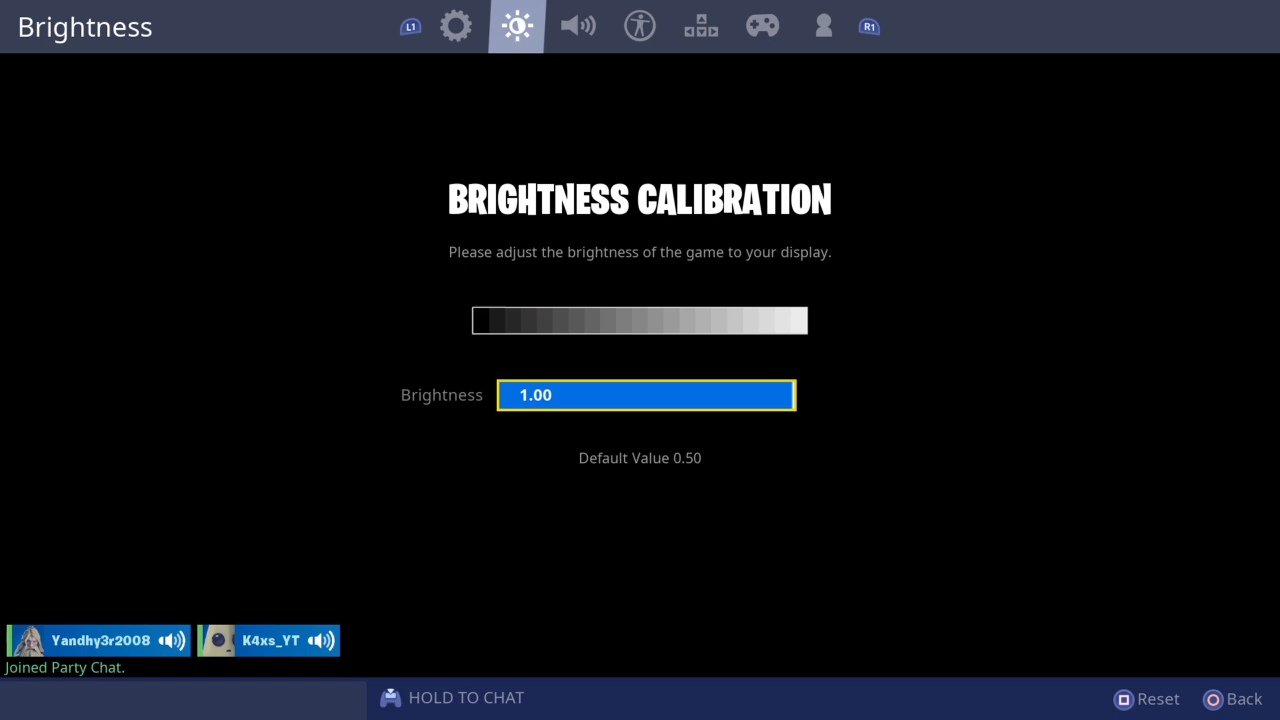 Brightness
L1
R1
BRIGHTNESS CALIBRATION
Please adjust the brightness of the game to your display.
Brightness 1.00
Default Value 0.50
Yandhy3r2008 K4xs_YT
Joined Party Chat.
HOLD TO CHAT
Reset
Back